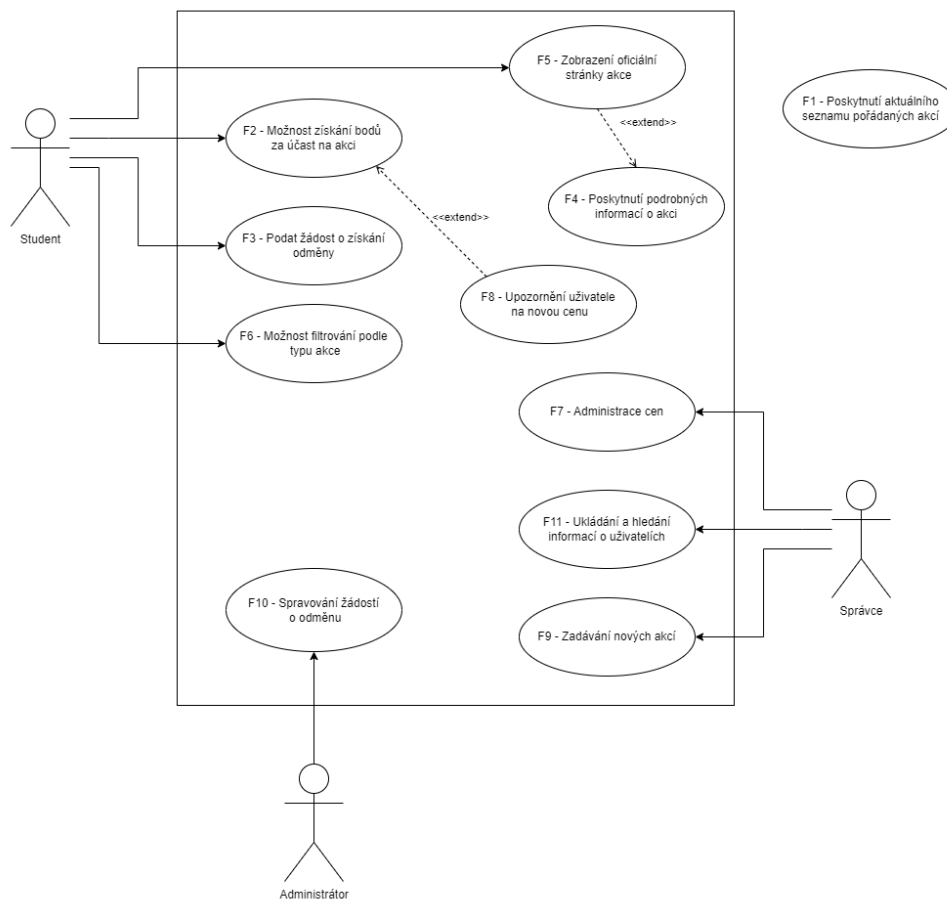 F5 - Zobrazení oficiální
stránky akce
F1 - Poskytnutí aktuálního
seznamu pořádaných akcí
F2 - Možnost získání bodů
za účast na akci
<<extend>>
F4 - Poskytnutí podrobných
informací o akci
Student
<<extend>>
F3 - Podat žádost o získání
odměny
F8 - Upozornění uživatele
na novou cenu
F6 - Možnost filtrování podle
typu akce
F7 - Administrace cen
F11 - Ukládání a hledání
informací o uživatelích
F10 - Spravování žádostí
o odměnu
Správce
F9 - Zadávání nových akcí
Administrátor